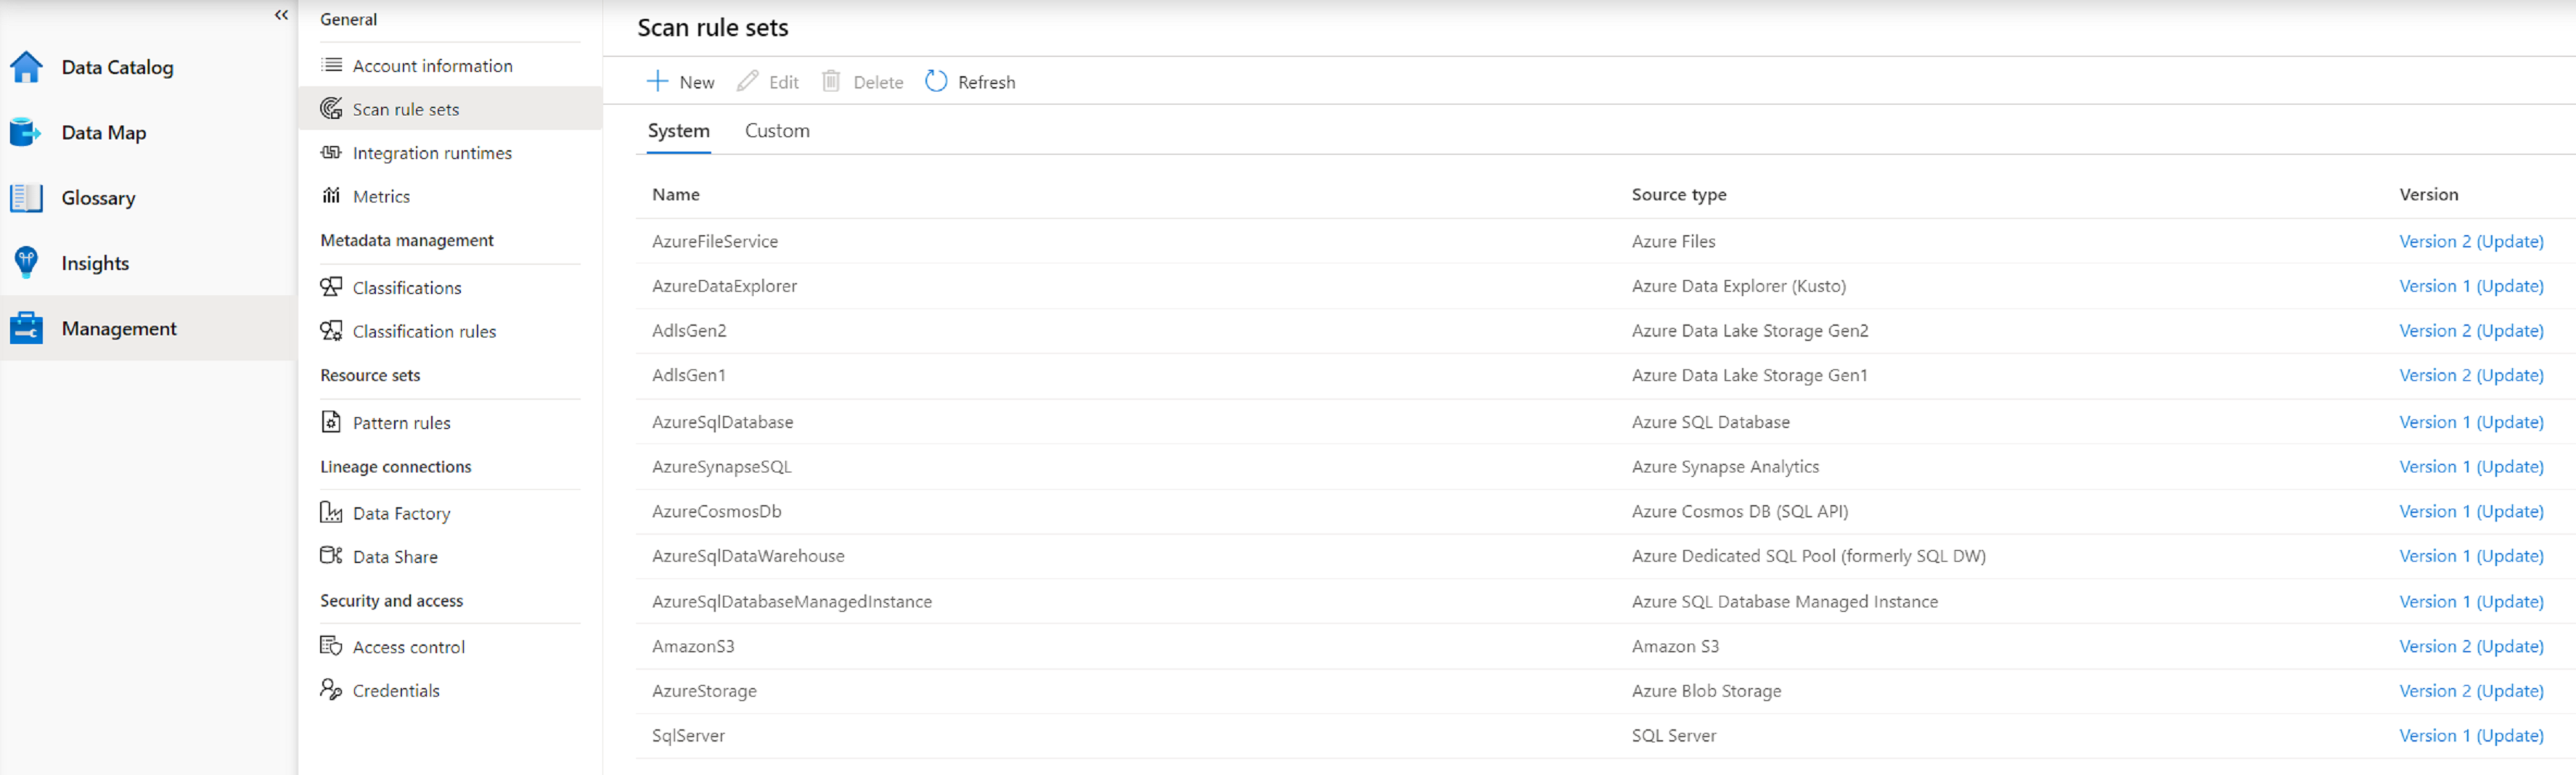 «
Data Catalog
Data Map
Glossary
Insights
Management
General
Account information
Scan rule sets
Integration runtimes
Metrics
Metadata management
Classifications
Classification rules
Resource sets
Pattern rules
Lineage connections
Data Factory
Data Share
Security and access
Access control
Credentials
Scan rule sets
New Edit Delete Refresh
System Custom
Name Source type Version
AzureFileService Azure Files Version 2 (Update)
AzureDataExplorer Azure Data Explorer (Kusto) Version 1 (Update)
AdlsGen2 Azure Data Lake Storage Gen2 Version 2 (Update)
AdlsGen1 Azure Data Lake Storage Gen1 Version 2 (Update)
AzureSqlDatabase Azure SQL Database Version 1 (Update)
AzureSynapseSQL Azure Synapse Analytics Version 1 (Update)
AzureCosmosDb Azure Cosmos DB (SQL API) Version 1 (Update)
AzureSqlDataWarehouse Azure Dedicated SQL Pool (formerly SQL DW) Version 1 (Update)
AzureSqlDatabaseManagedInstance Azure SQL Database Managed Instance Version 1 (Update)
AmazonS3 Amazon S3 Version 2 (Update)
AzureStorage Azure Blob Storage Version 2 (Update)
SqlServer SQL Server Version 1 (Update)